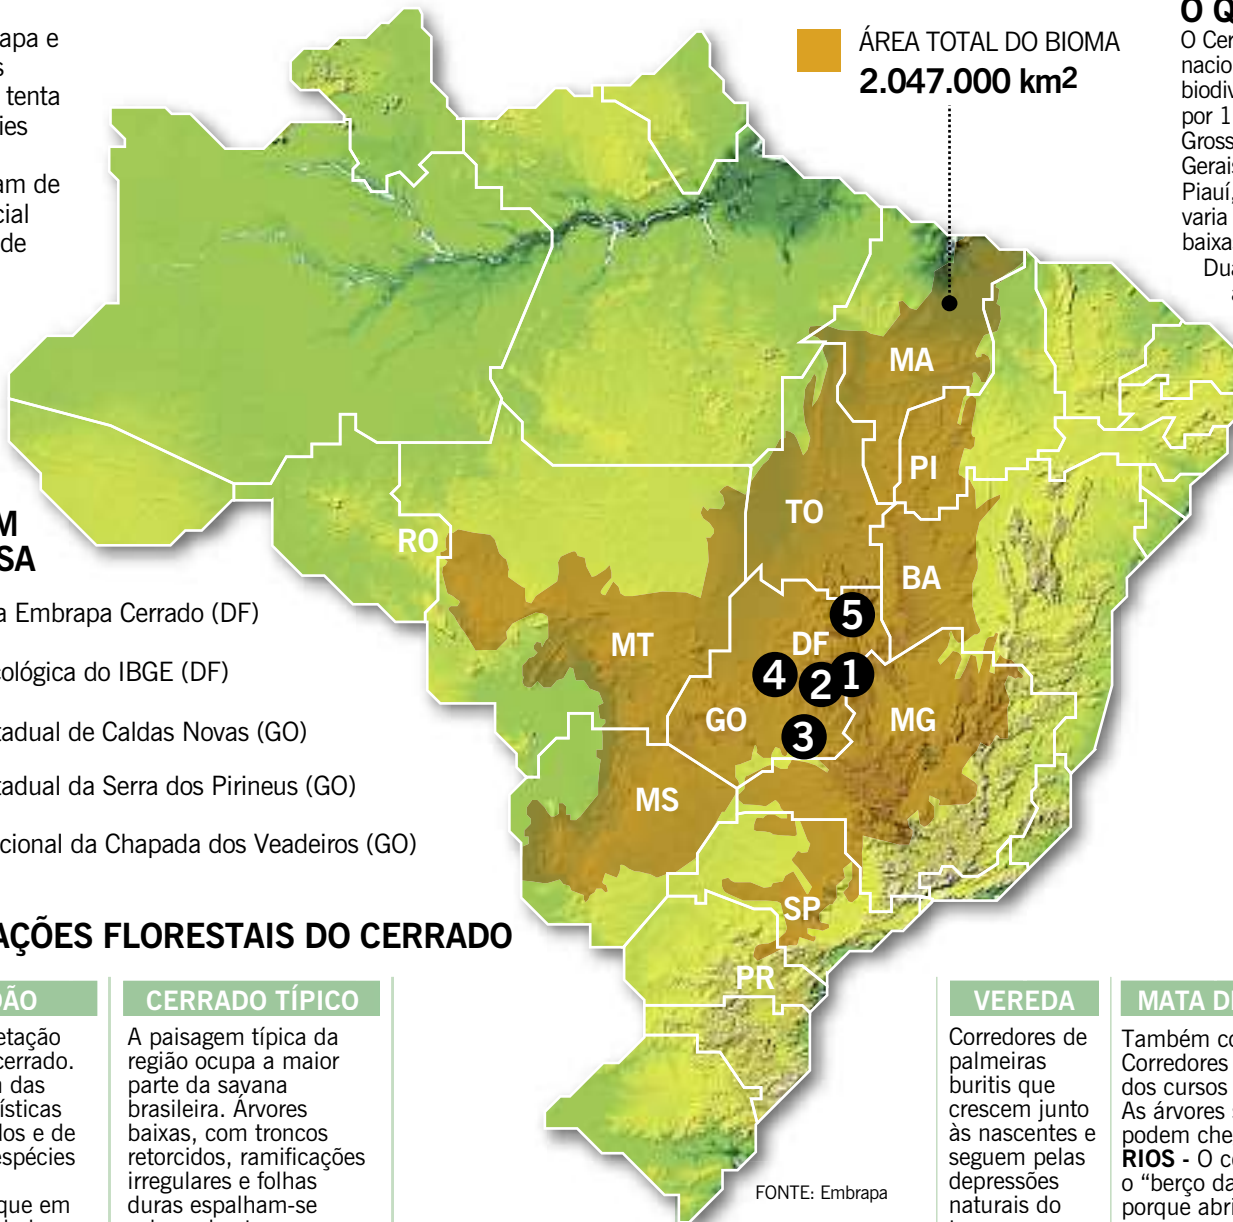 apa e
s
tenta
ies
am de
cial
de
ÁREA TOTAL DO BIOMA
2.047.000 km2
O Q
O Cer
nacio
biodiv
por 1
Gross
Gerais
Piauí,
varia
baixa
Dua
a
MA
PI
TO
BA
RO
MT
DF
GO
MG
MS
SP
PR
5
4
2
1
3
M
SA
a Embrapa Cerrado (DF)
cológica do IBGE (DF)
tadual de Caldas Novas (GO)
tadual da Serra dos Pirineus (GO)
cional da Chapada dos Veadeiros (GO)
AÇÕES FLORESTAIS DO CERRADO
DÃO
etação
cerrado.
das
ísticas
los e de
espécies
que em
CERRADO TÍPICO
A paisagem típica da
região ocupa a maior
parte da savana
brasileira. Árvores
baixas, com troncos
retorcidos, ramificações
irregulares e folhas
duras espalham-se
FONTE: Embrapa
VEREDA
Corredores de
palmeiras
buritis que
crescem junto
às nascentes e
seguem pelas
depressões
naturais do
MATA DE
Também co
Corredores
dos cursos
As árvores s
podem che
RIOS - O ce
o “berço da
porque abri